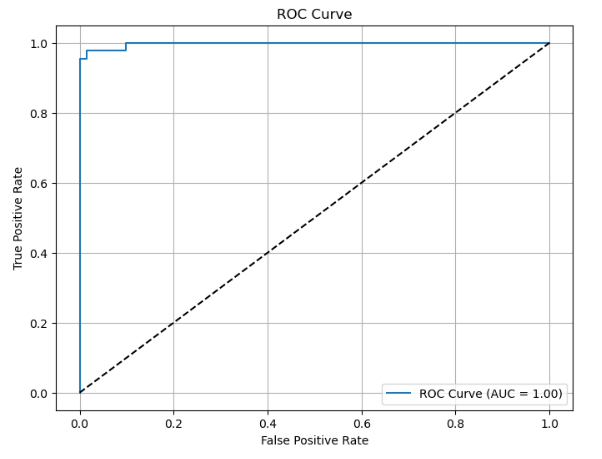 ROC Curve
1.0
0.8
0.6
0.4
0.2
0.0
True Positive Rate
ROC Curve (AUC = 1.00)
0.0 0.2 0.4 0.6 0.8 1.0
False Positive Rate